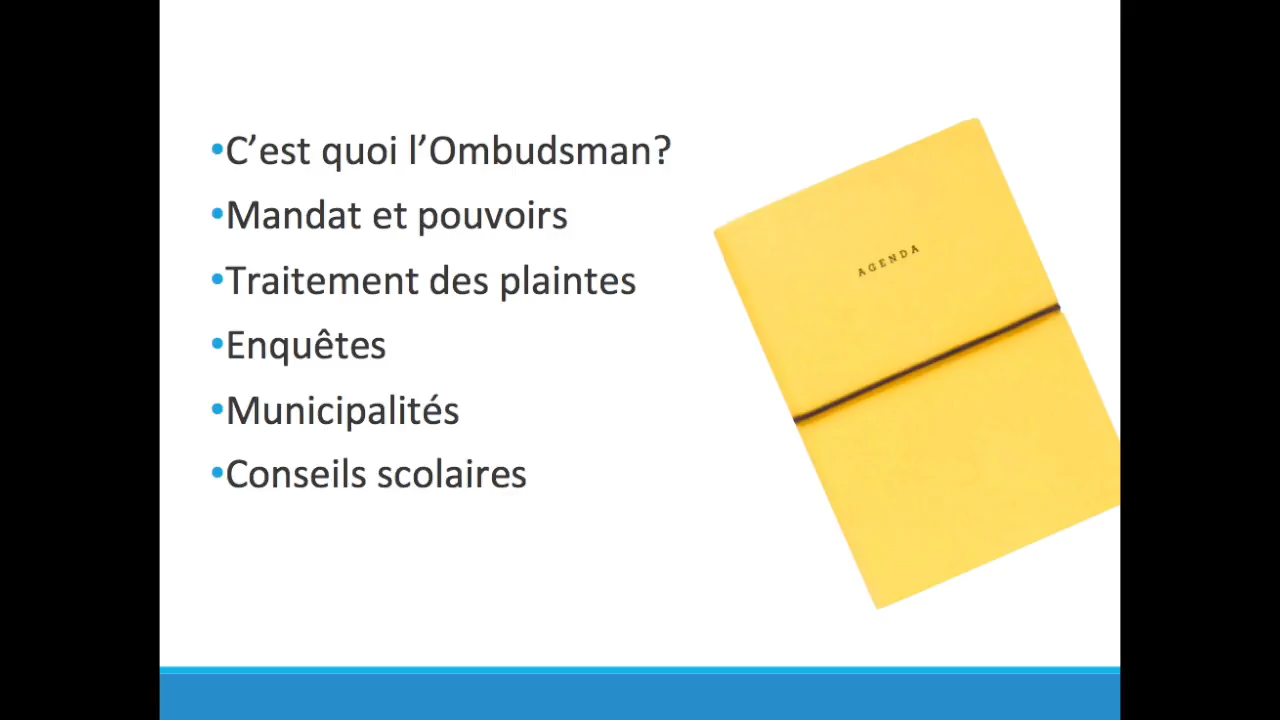 •C’est quoi l’Ombudsman?
•Mandat et pouvoirs
•Traitement des plaintes
•Enquêtes
•Municipalités
•Conseils scolaires
AGENDA